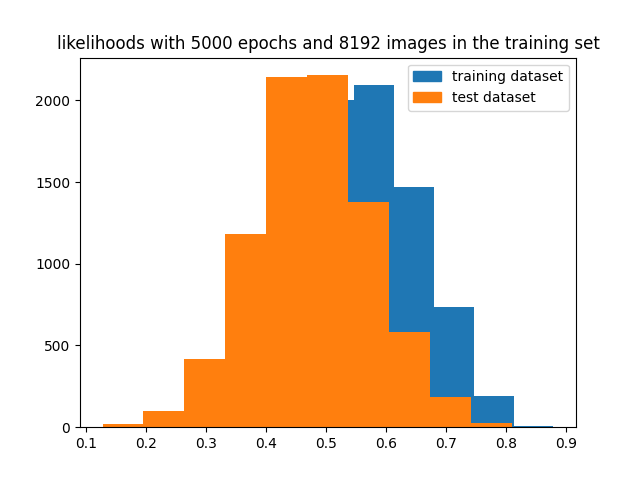 likelihoods with 5000 epochs and 8192 images in the training set
training dataset
test dataset
2000
1500
1000
500
0
0.1 0.2 0.3 0.4 0.5 0.6 0.7 0.8 0.9